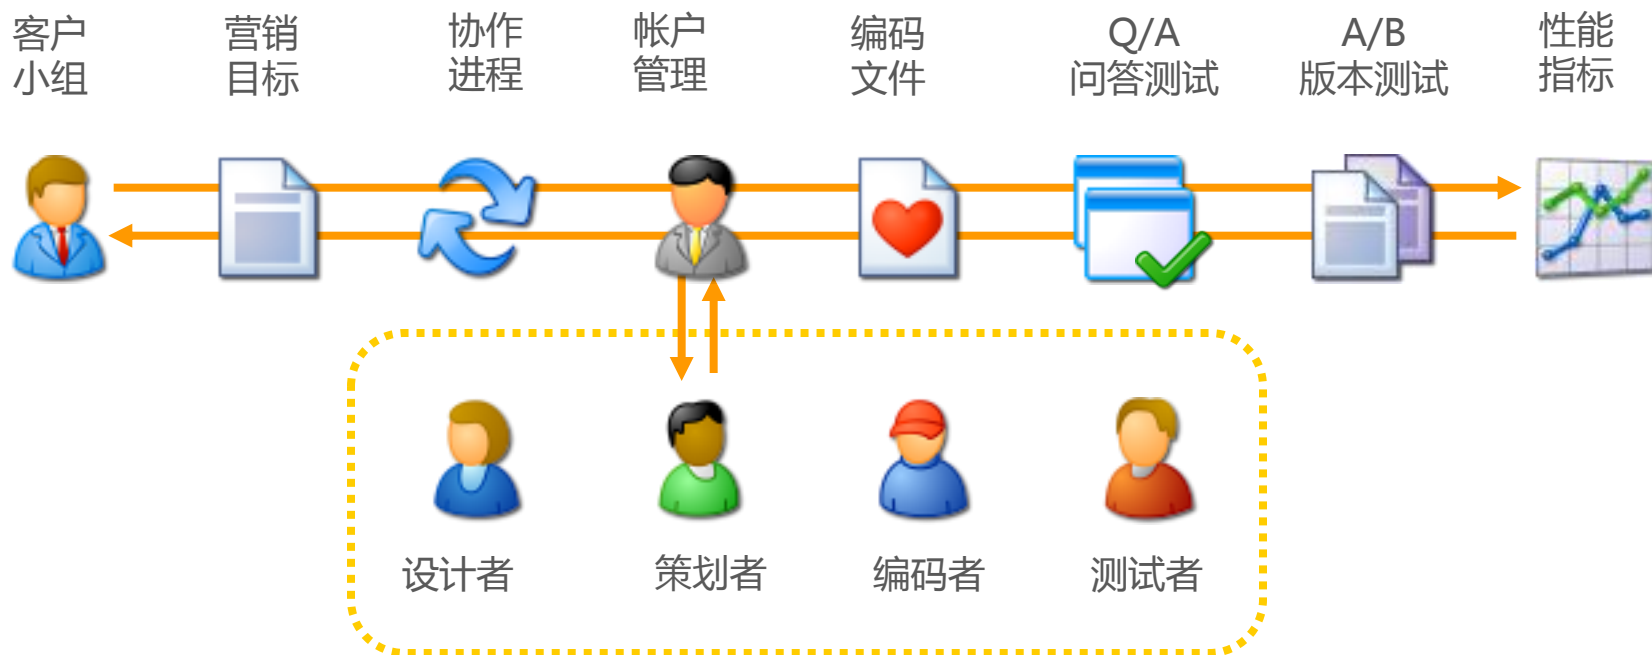 客户
小组
营销
目标
协作
进程
帐户
管理
编码
文件
Q/A
问答测试
A/B
版本测试
性能
指标
设计者
策划者
编码者
测试者